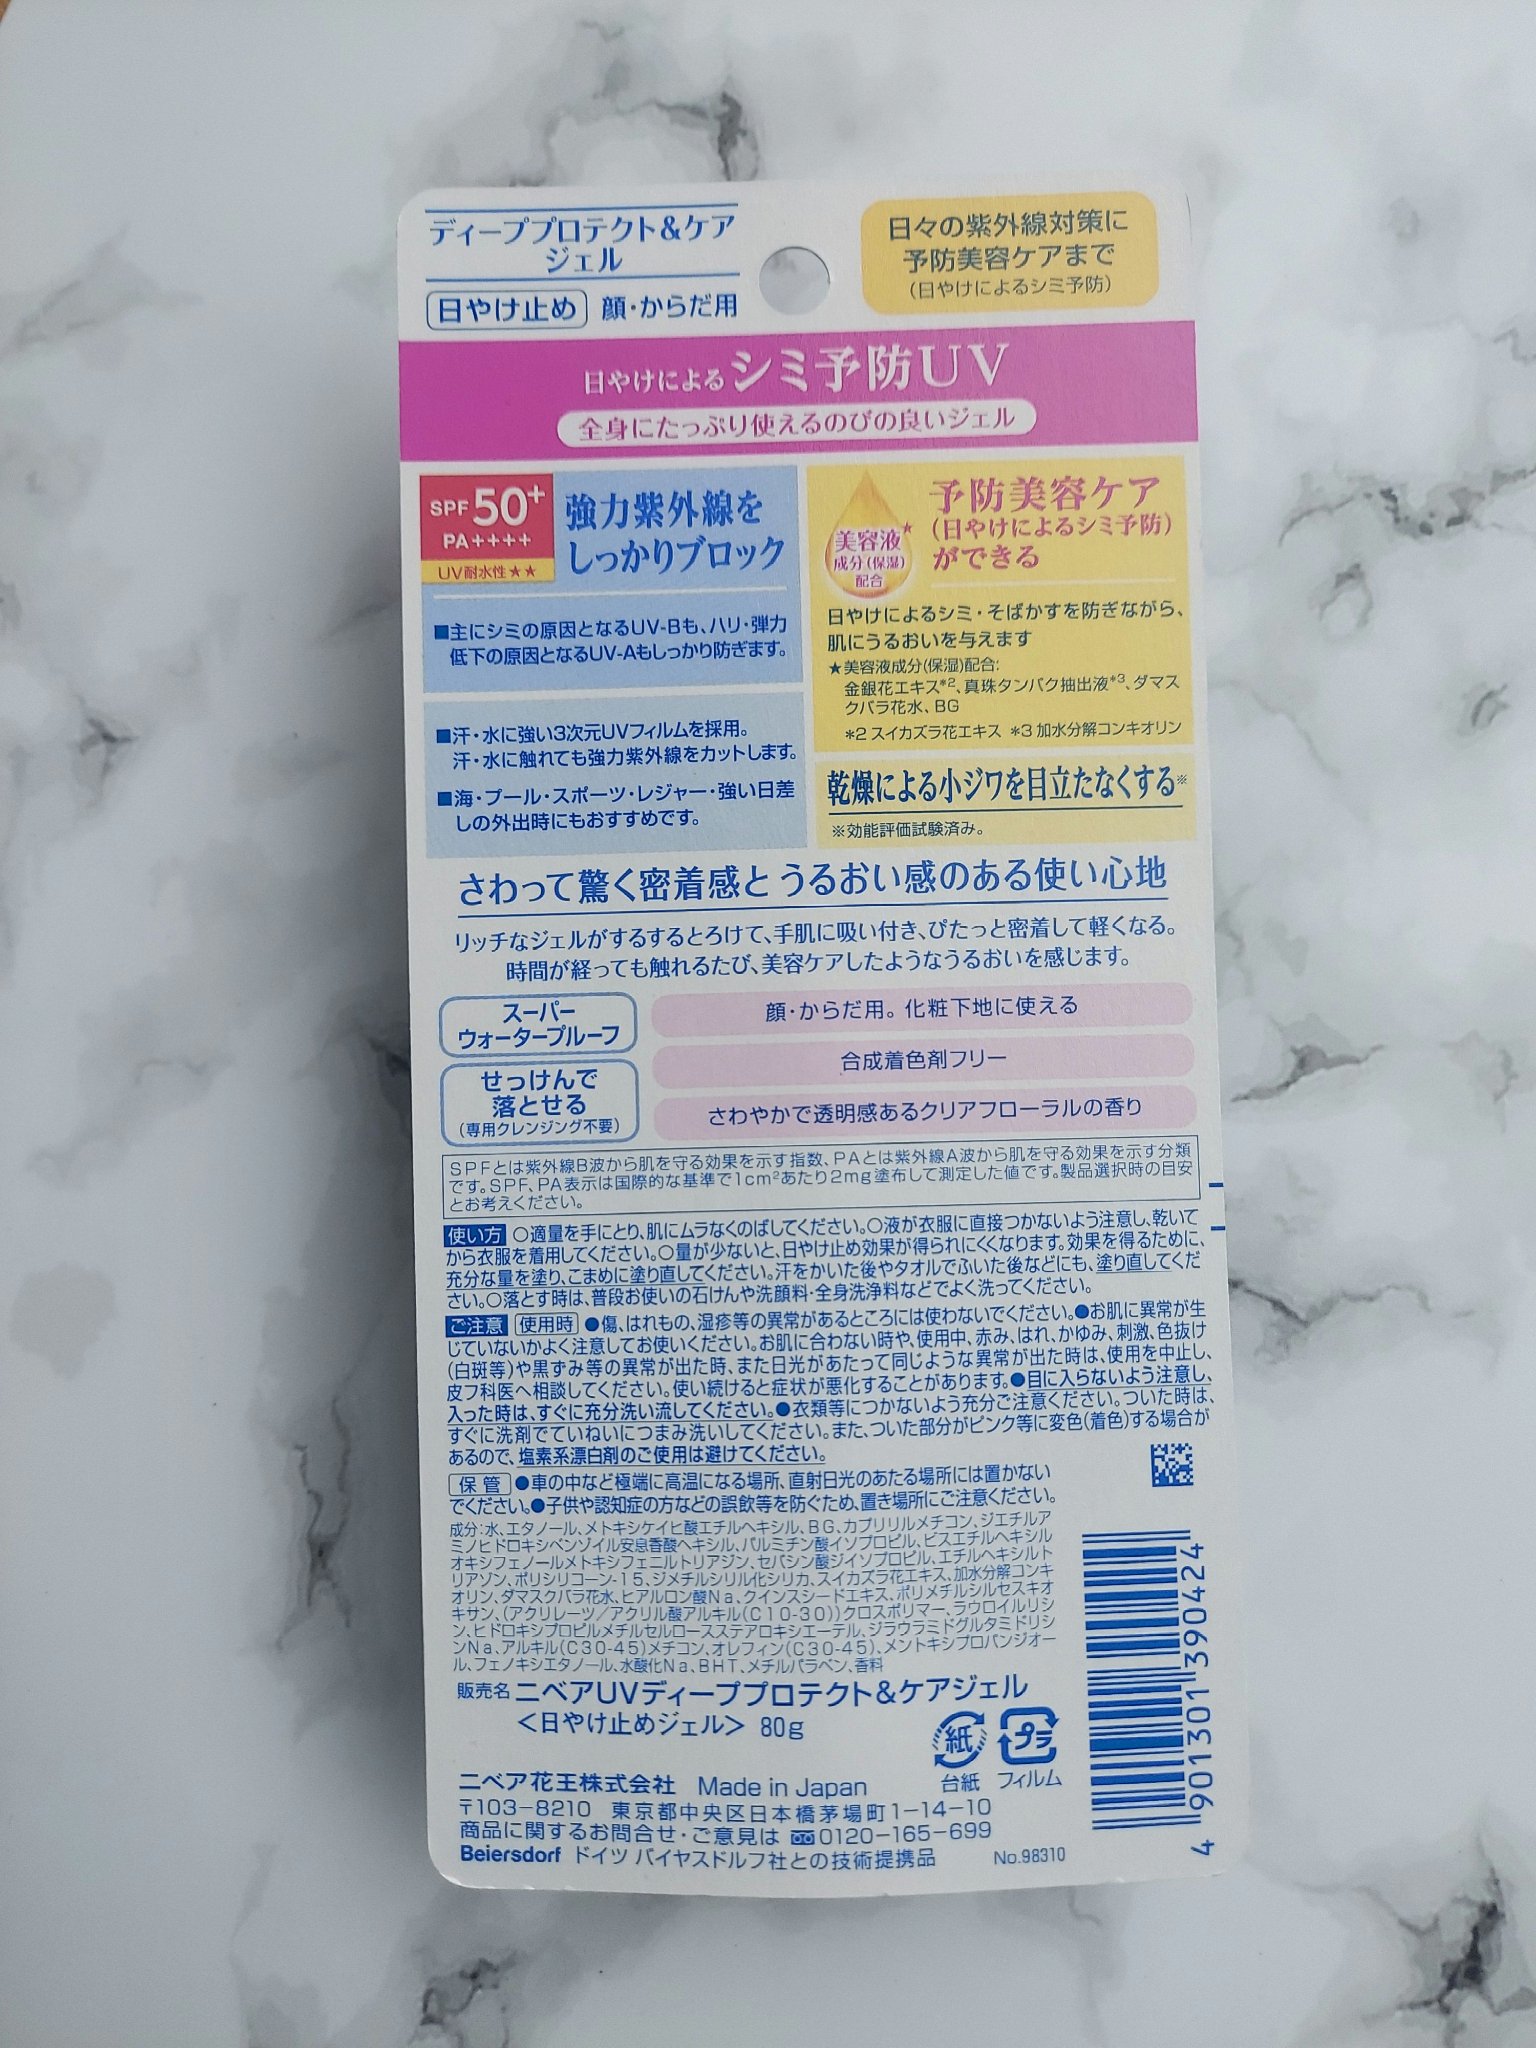 ディーププロテクト&ケア
ジェル
日やけ止め 顔・からだ用
日々の紫外線対策に
予防美容ケアまで
(日やけによるシミ予防)
日やけによるシミ予防UV
全身にたっぷり使えるのびの良いジェル
SPF50+
PA++++
UV耐水性★★
強力紫外線を
しっかりブロック
■主にシミの原因となるUV-Bも、ハリ・弾力
低下の原因となるUV-Aもしっかり防ぎます。
■汗・水に強い3次元UVフィルムを採用。
汗・水に触れても強力紫外線をカットします。
■海・プール・スポーツ・レジャー・強い日差
しの外出時にもおすすめです。
美容液★
成分(保湿)
配合
予防美容ケア
(日やけによるシミ予防)
ができる
日やけによるシミ・そばかすを防ぎながら、
肌にうるおいを与えます
★美容液成分(保湿)配合:
金銀花エキス*2、真珠タンパク抽出液*3、ダマス
クバラ花水、BG
*2 スイカズラ花エキス *3 加水分解コンキオリン
乾燥による小ジワを目立たなくする※
※効能評価試験済み。
さわって驚く密着感とうるおい感のある使い心地
リッチなジェルがするするとろけて、手肌に吸い付き、ぴたっと密着して軽くなる。
時間が経っても触れるたび、美容ケアしたようなうるおいを感じます。
スーパー
ウォータープルーフ
せっけんで
落とせる
(専用クレンジング不要)
顔・からだ用。化粧下地に使える
合成着色剤フリー
さわやかで透明感あるクリアフローラルの香り
SPFとは紫外線B波から肌を守る効果を示す指数、PAとは紫外線A波から肌を守る効果を示す分類
です。SPF、PA表示は国際的な基準で1cm²あたり2mg塗布して測定した値です。製品選択時の目安
とお考えください。
使い方 ○適量を手にとり、肌にムラなくのばしてください。○液が衣服に直接つかないよう注意し、乾いて
から衣服を着用してください。○量が少ないと、日やけ止め効果が得られにくくなります。効果を得るために、
充分な量を塗り、こまめに塗り直してください。汗をかいた後やタオルでふいた後などにも、塗り直してくだ
さい。○落とす時は、普段お使いの石けんや洗顔料・全身洗浄料などでよく洗ってください。
ご注意 使用時 ●傷、はれもの、湿疹等の異常があるところには使わないでください。●お肌に異常が生
じていないかよく注意してお使いください。お肌に合わない時や、使用中、赤み、はれ、かゆみ、刺激、色抜け
(白斑等)や黒ずみ等の異常が出た時、また日光があたって同じような異常が出た時は、使用を中止し、
皮フ科医へ相談してください。使い続けると症状が悪化することがあります。●目に入らないよう注意し、
入った時は、すぐに充分洗い流してください。●衣類等につかないよう充分ご注意ください。ついた時は、
すぐに洗剤でていねいにつまみ洗いしてください。また、ついた部分がピンク等に変色(着色)する場合が
あるので、塩素系漂白剤のご使用は避けてください。
保管 ●車の中など極端に高温になる場所、直射日光のあたる場所には置かない
でください。●子供や認知症の方などの誤飲等を防ぐため、置き場所にご注意ください。
成分:水、エタノール、メトキシケイヒ酸エチルヘキシル、BG、カプリリルメチコン、ジエチルア
ミノヒドロキシベンゾイル安息香酸ヘキシル、パルミチン酸イソプロピル、ビスエチルヘキシル
オキシフェノールメトキシフェニルトリアジン、セバシン酸ジイソプロピル、エチルヘキシルト
リアゾン、ポリシリコーン-15、ジメチルシリル化シリカ、スイカズラ花エキス、加水分解コンキ
オリン、ダマスクバラ花水、ヒアルロン酸Na、クインスシードエキス、ポリメチルシルセスキオ
キサン、(アクリレーツ/アクリル酸アルキル(C10-30))クロスポリマー、ラウロイルリシ
ン、ヒドロキシプロピルメチルセルロースステアロキシエーテル、ジラウラミドグルタミドリシ
ンNa、アルキル(C30-45)メチコン、オレフィン(C30-45)、メントキシプロパンジオー
ル、フェノキシエタノール、水酸化Na、BHT、メチルパラベン、香料
販売名 ニベアUVディーププロテクト&ケアジェル
<日やけ止めジェル> 80g
紙 プラ
台紙 フィルム
ニベア花王株式会社 Made in Japan
〒103-8210 東京都中央区日本橋茅場町1-14-10
商品に関するお問合せ・ご意見は 0120-165-699
Beiersdorf ドイツ バイヤスドルフ社との技術提携品 No.98310
4 901301 390424